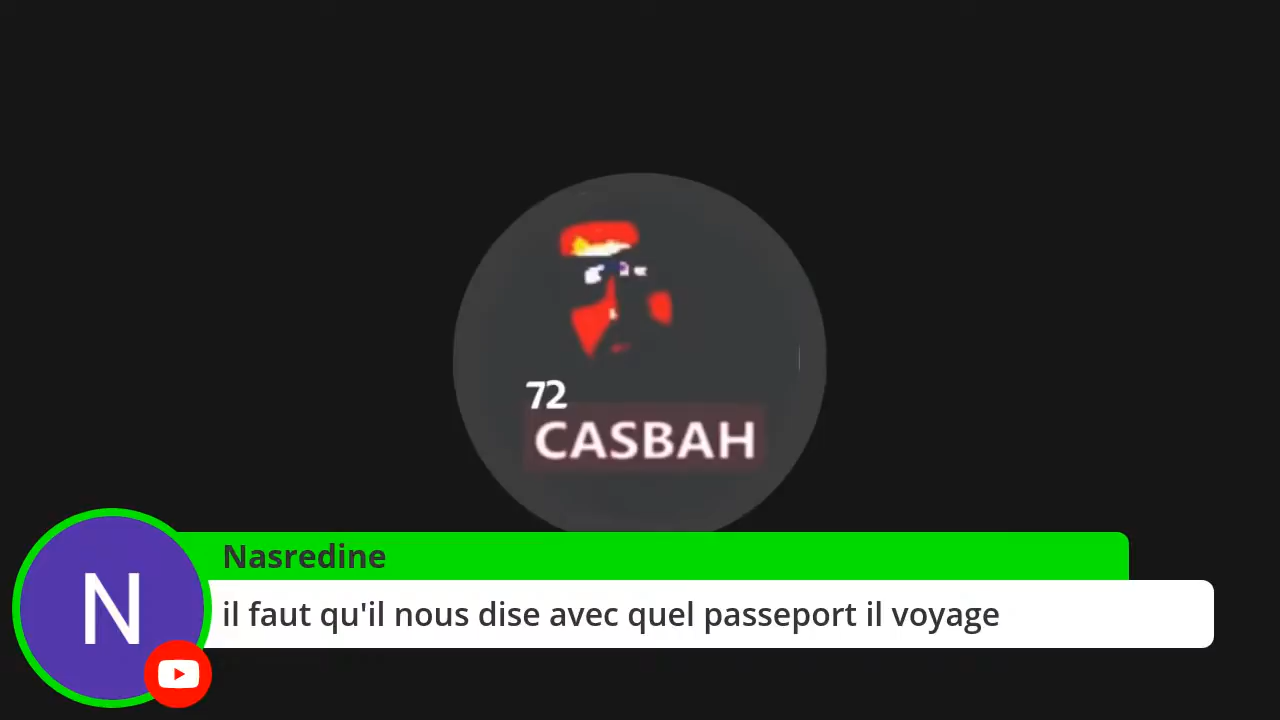 72
CASBAH
Nasredine
N
il faut qu'il nous dise avec quel passeport il voyage